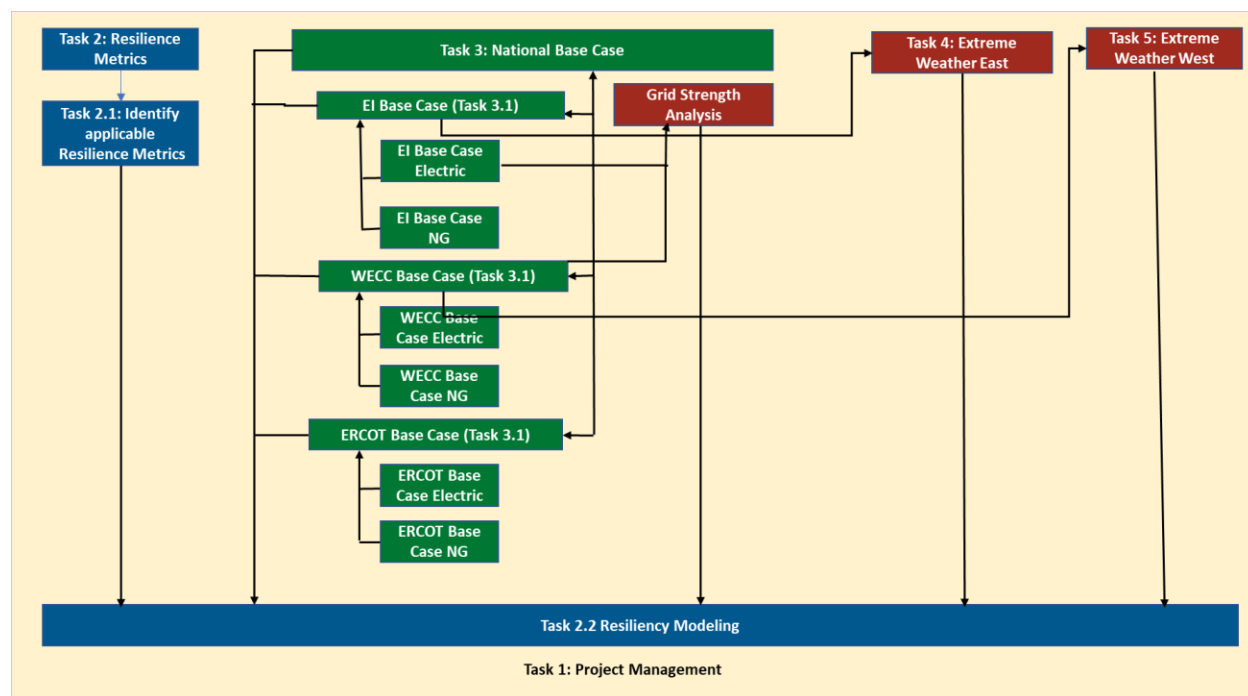 Task 2: Resilience
Metrics
Task 2.1: Identify
applicable
Resilience Metrics
Task 3: National Base Case
EI Base Case (Task 3.1)
EI Base Case
Electric
EI Base Case
NG
WECC Base Case (Task 3.1)
WECC Base
Case Electric
WECC Base
Case NG
ERCOT Base Case (Task 3.1)
ERCOT Base
Case Electric
ERCOT Base
Case NG
Grid Strength
Analysis
Task 4: Extreme
Weather East
Task 5: Extreme
Weather West
Task 2.2 Resiliency Modeling
Task 1: Project Management